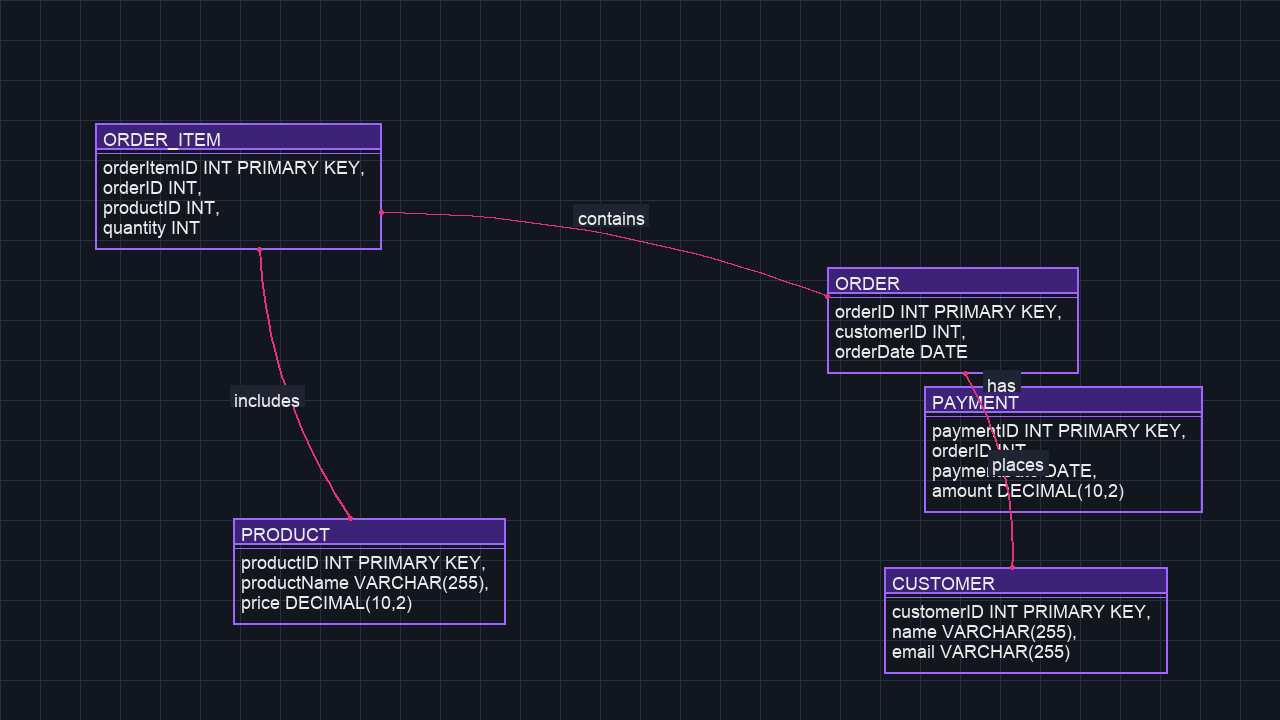 ORDER_ITEM
orderItemID INT PRIMARY KEY,
orderID INT,
productID INT,
quantity INT
contains
ORDER
orderID INT PRIMARY KEY,
customerID INT,
orderDate DATE
has
PAYMENT
paymentID INT PRIMARY KEY,
orderID INT,
places
DATE,
amount DECIMAL(10,2)
includes
PRODUCT
productID INT PRIMARY KEY,
productName VARCHAR(255),
price DECIMAL(10,2)
CUSTOMER
customerID INT PRIMARY KEY,
name VARCHAR(255),
email VARCHAR(255)